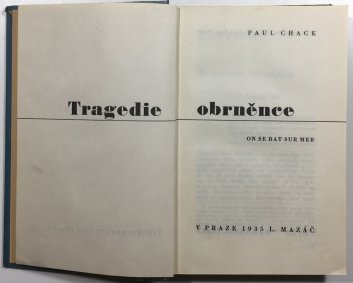 PAUL CHACK
Tragedie obrněnce
ON SE BAT SUR MER
V PRAZE 1935 L. MAZÁČ